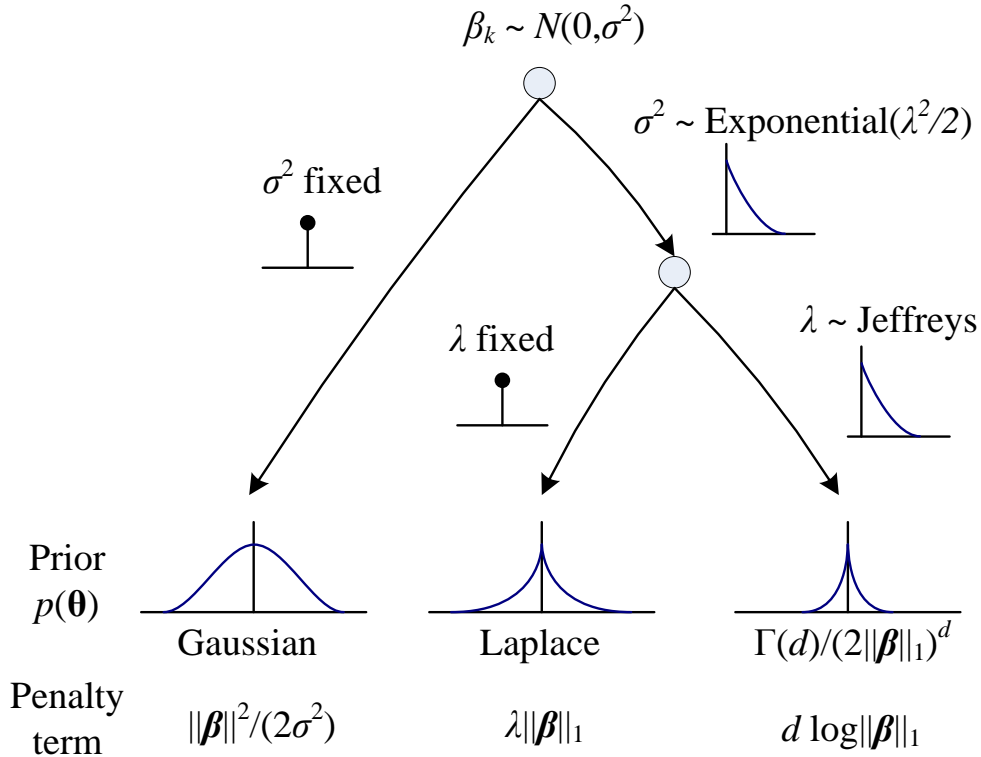 βₖ ~ N(0,σ²)
σ² ~ Exponential(λ²/2)
σ² fixed
λ ~ Jeffreys
λ fixed
Prior
p(θ)
Gaussian
Laplace
Γ(d)/(2||β||₁)ᵈ
Penalty
term
||β||²/(2σ²)
λ||β||₁
d log||β||₁